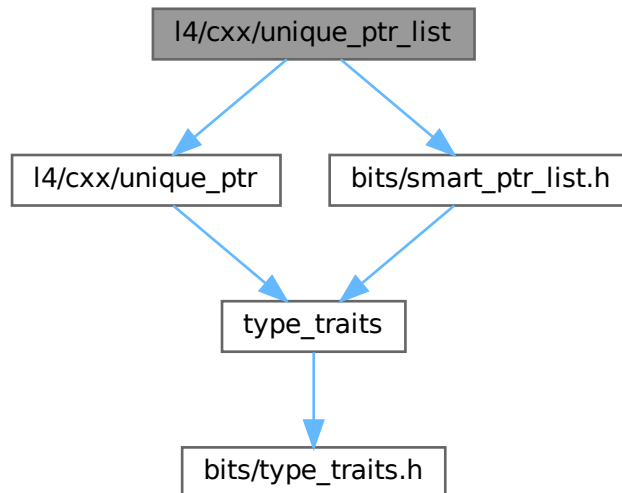 l4/cxx/unique_ptr_list
l4/cxx/unique_ptr
bits/smart_ptr_list.h
type_traits
bits/type_traits.h